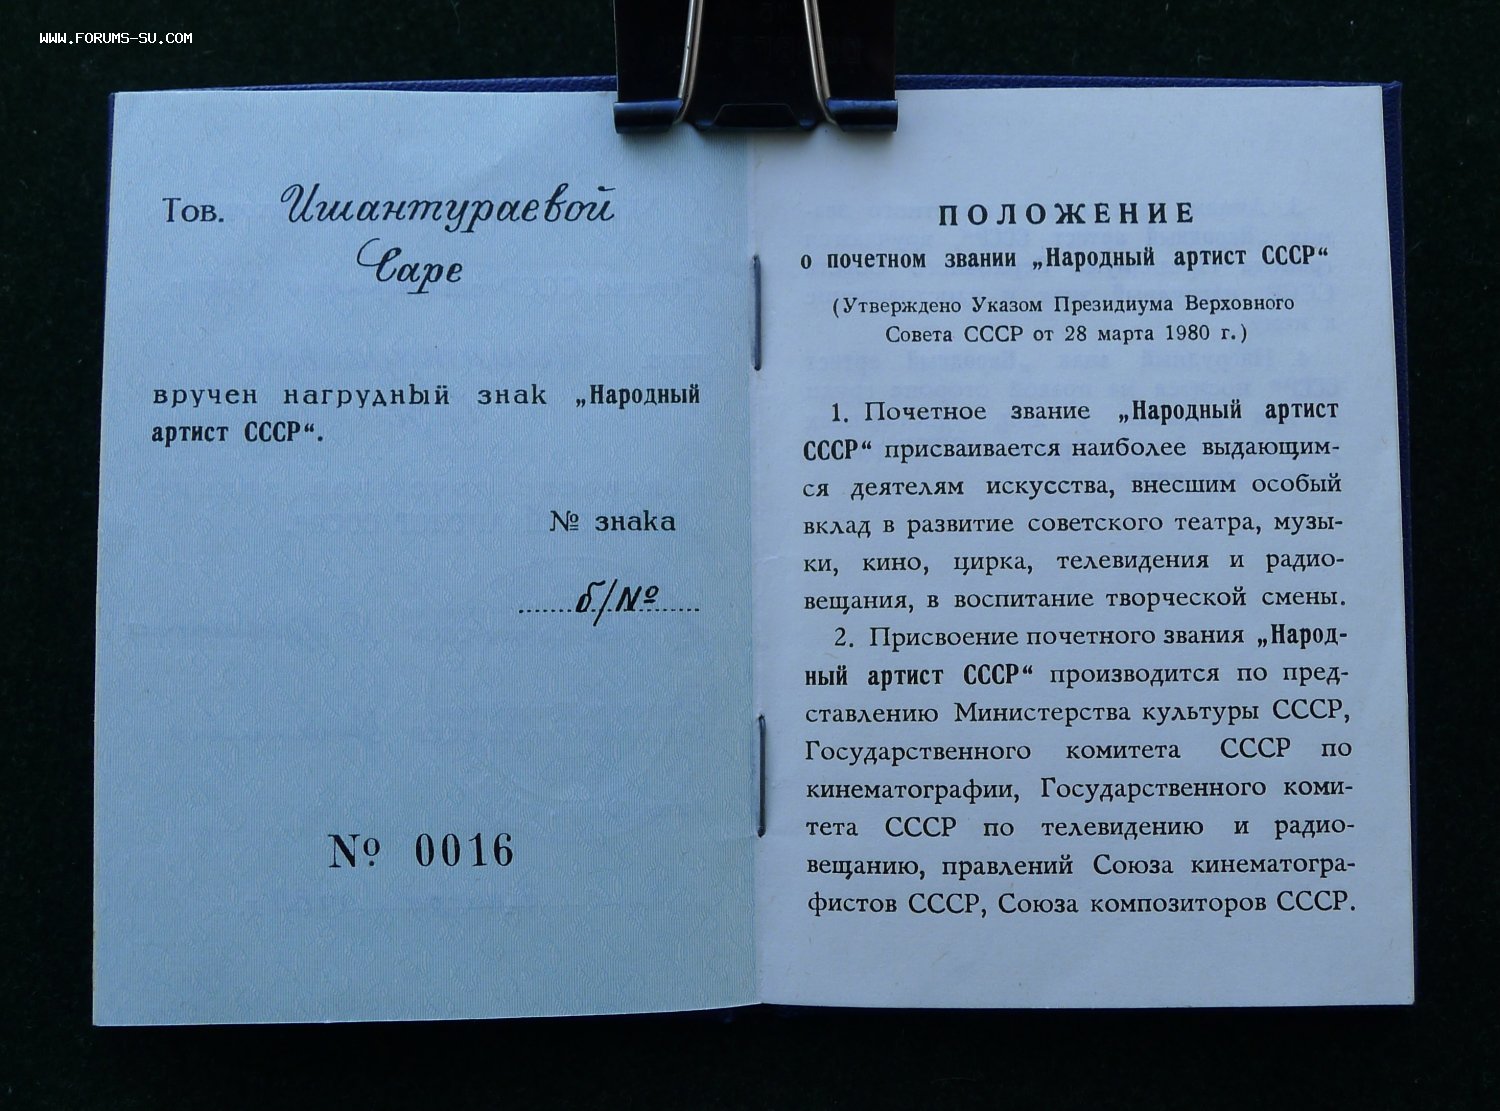 WWW.FORUMS-SU.COM
Тов. Ишантураевой
Саре
вручен нагрудный знак „Народный
артист СССР“.
№ знака
б/№
№ 0016
ПОЛОЖЕНИЕ
о почетном звании „Народный артист СССР“
(Утверждено Указом Президиума Верховного
Совета СССР от 28 марта 1980 г.)
1. Почетное звание „Народный артист
СССР“ присваивается наиболее выдающим-
ся деятелям искусства, внесшим особый
вклад в развитие советского театра, музы-
ки, кино, цирка, телевидения и радио-
вещания, в воспитание творческой смены.
2. Присвоение почетного звания „Народ-
ный артист СССР“ производится по пред-
ставлению Министерства культуры СССР,
Государственного комитета СССР по
кинематографии, Государственного коми-
тета СССР по телевидению и радио-
вещанию, правлений Союза кинематогра-
фистов СССР, Союза композиторов СССР.